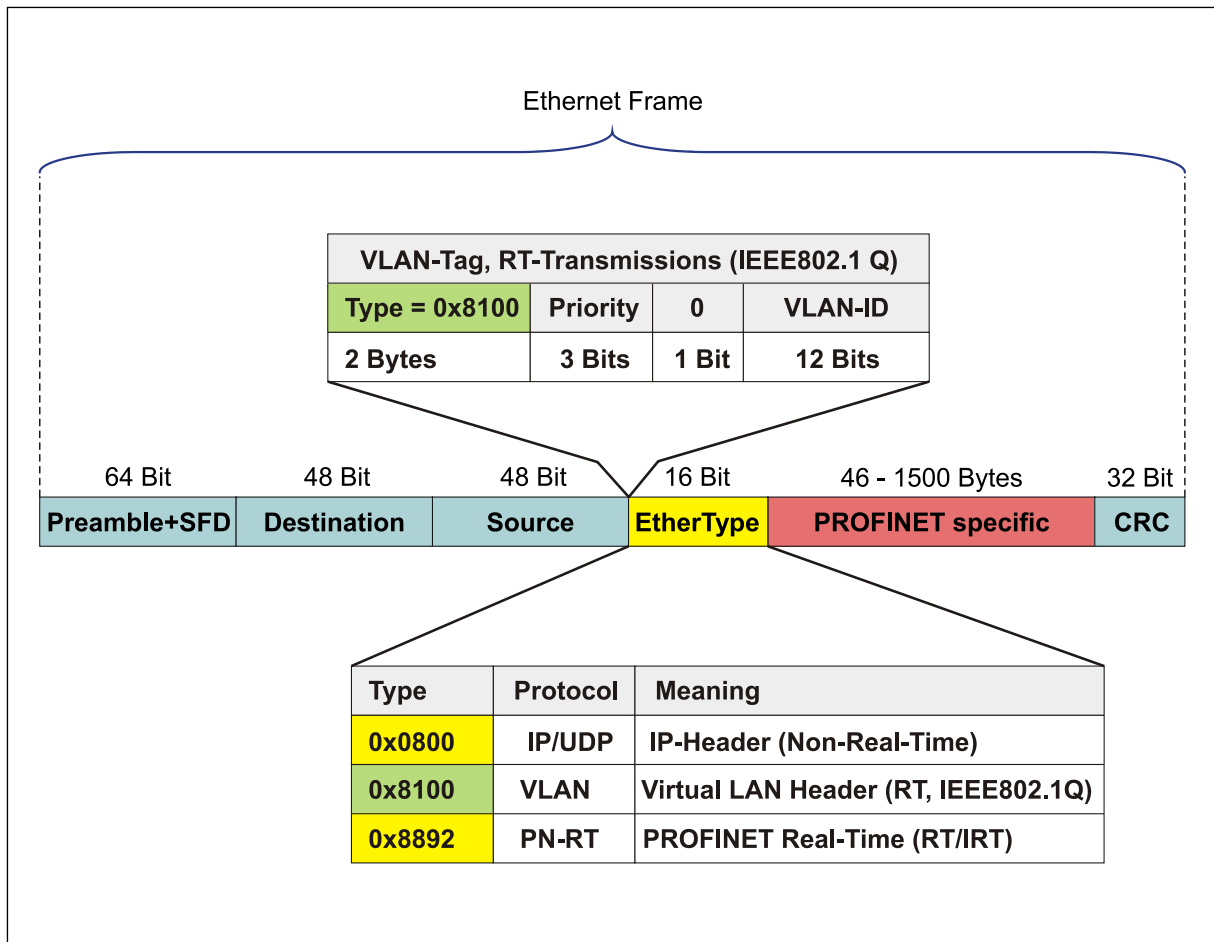 Ethernet Frame
VLAN-Tag, RT-Transmissions (IEEE802.1 Q)
Type = 0x8100 Priority 0 VLAN-ID
2 Bytes 3 Bits 1 Bit 12 Bits
64 Bit 48 Bit 48 Bit 16 Bit 46 - 1500 Bytes 32 Bit
Preamble+SFD Destination Source EtherType PROFINET specific CRC
Type Protocol Meaning
0x0800 IP/UDP IP-Header (Non-Real-Time)
0x8100 VLAN Virtual LAN Header (RT, IEEE802.1Q)
0x8892 PN-RT PROFINET Real-Time (RT/IRT)